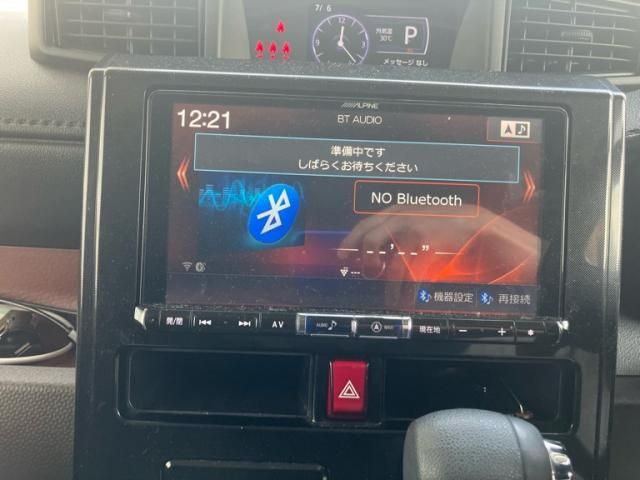 7/ 6
12
外気温
30℃
P
メッセージ なし
ALPINE
12:21
BT AUDIO
準備中です
しばらくお待ちください
NO Bluetooth
-- --'--"
---
機器設定
再接続
開/閉
AV
AUDIO
現在地